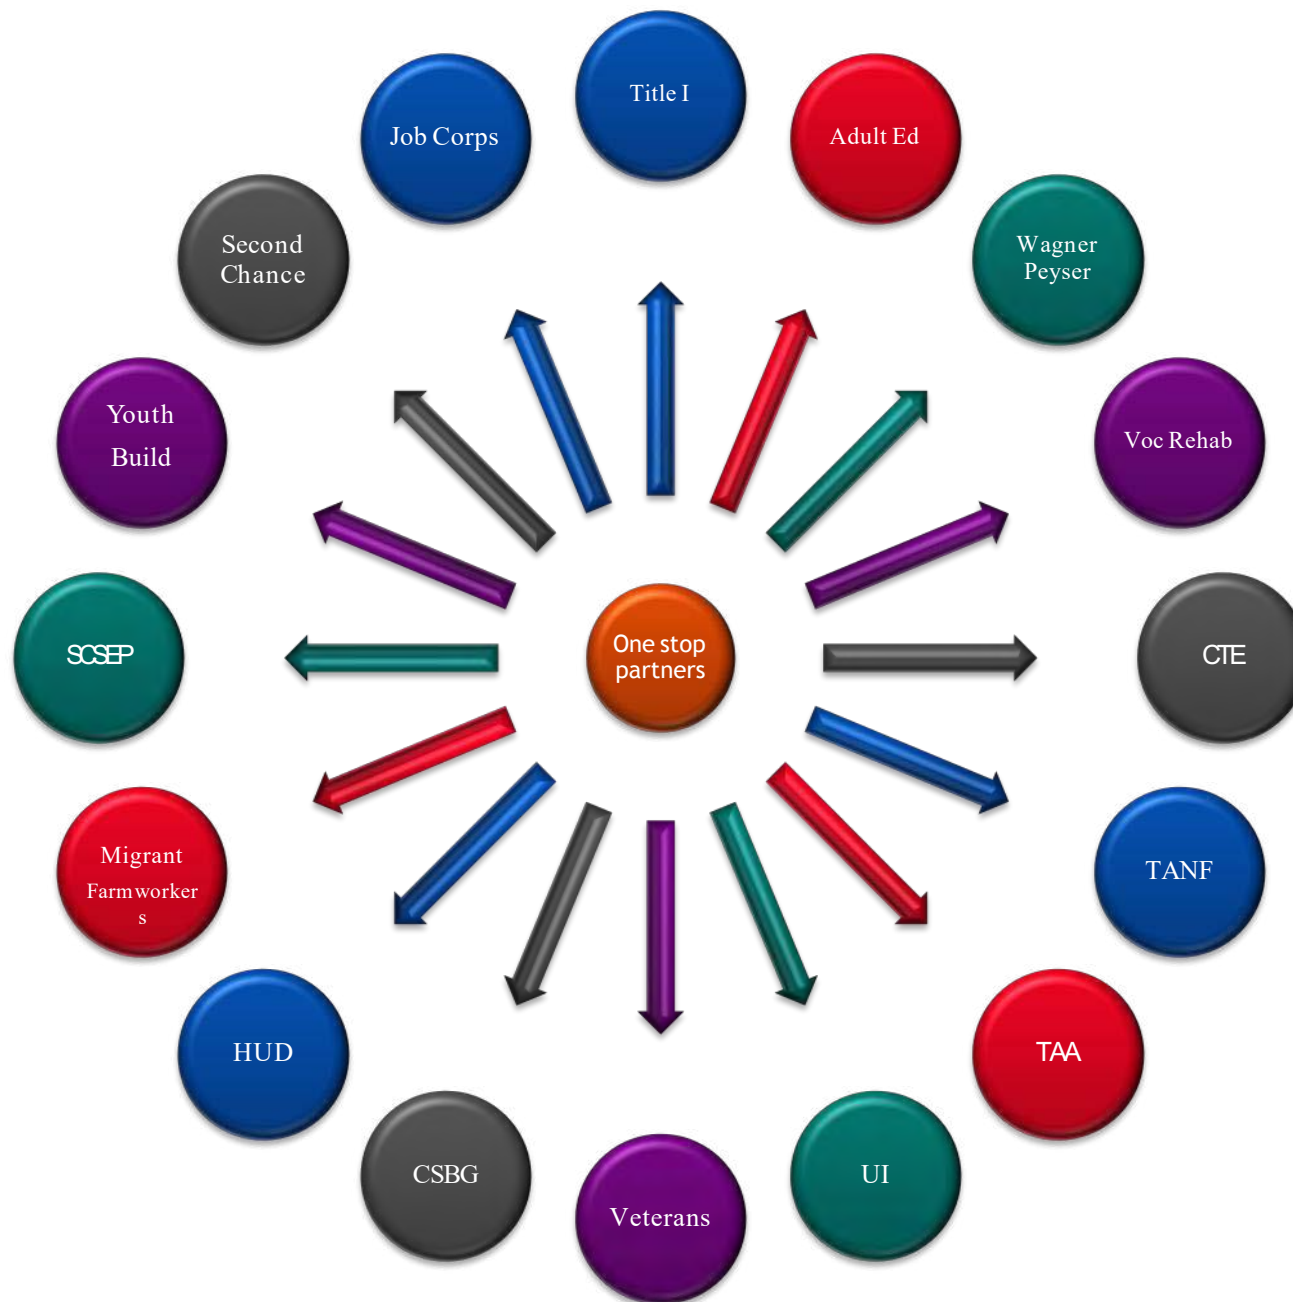 Title I
Adult Ed
Wagner
Peyser
Voc Rehab
CTE
TANF
TAA
UI
Veterans
CSBG
HUD
Migrant
Farmworker
s
SCSEP
Youth
Build
Second
Chance
Job Corps
One stop
partners